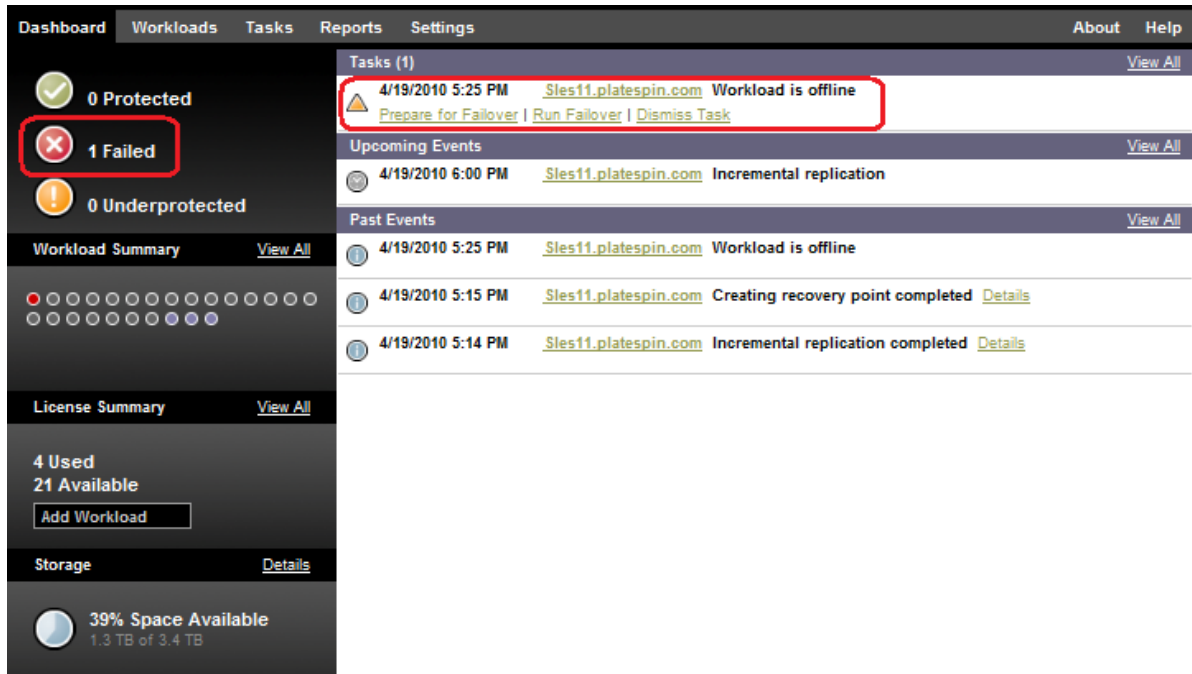 Dashboard Workloads Tasks Reports Settings About Help
0 Protected
1 Failed
0 Underprotected
Workload Summary View All
License Summary View All
4 Used
21 Available
Add Workload
Storage Details
39% Space Available
1.3 TB of 3.4 TB
Tasks (1) View All
4/19/2010 5:25 PM Sles11.platespin.com Workload is offline
Prepare for Failover | Run Failover | Dismiss Task
Upcoming Events View All
4/19/2010 6:00 PM Sles11.platespin.com Incremental replication
Past Events View All
4/19/2010 5:25 PM Sles11.platespin.com Workload is offline
4/19/2010 5:15 PM Sles11.platespin.com Creating recovery point completed Details
4/19/2010 5:14 PM Sles11.platespin.com Incremental replication completed Details